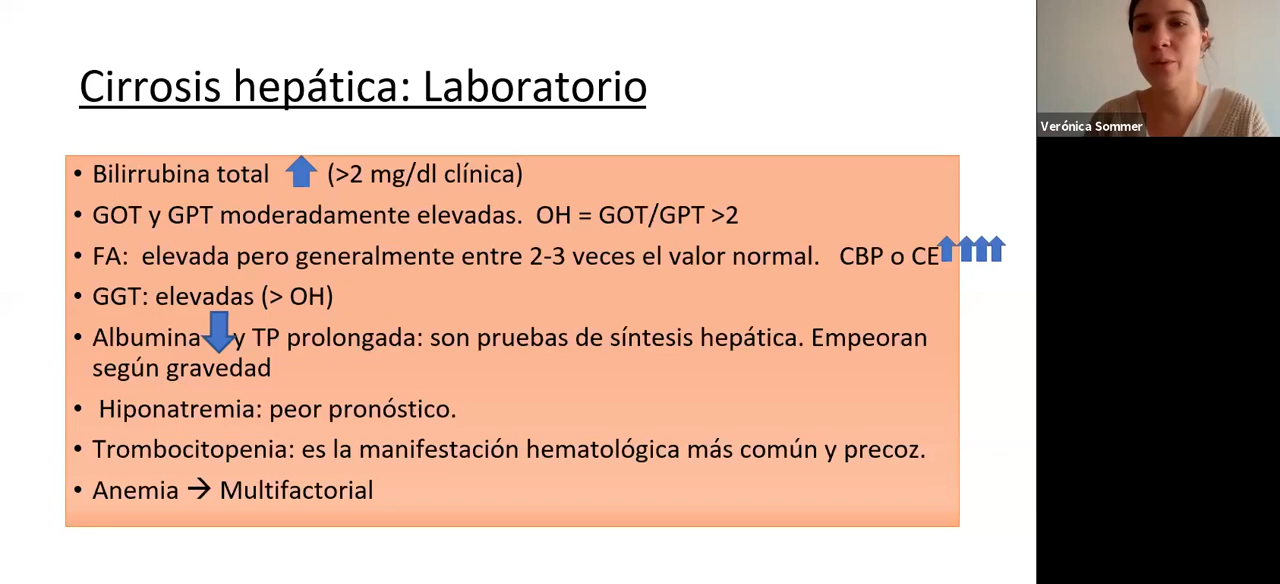 Cirrosis hepática: Laboratorio
Verónica Sommer
• Bilirrubina total (>2 mg/dl clínica)
• GOT y GPT moderadamente elevadas. OH = GOT/GPT >2
• FA: elevada pero generalmente entre 2-3 veces el valor normal. CBP o CE
• GGT: elevadas (> OH)
• Albumina y TP prolongada: son pruebas de síntesis hepática. Empeoran
según gravedad
• Hiponatremia: peor pronóstico.
• Trombocitopenia: es la manifestación hematológica más común y precoz.
• Anemia → Multifactorial